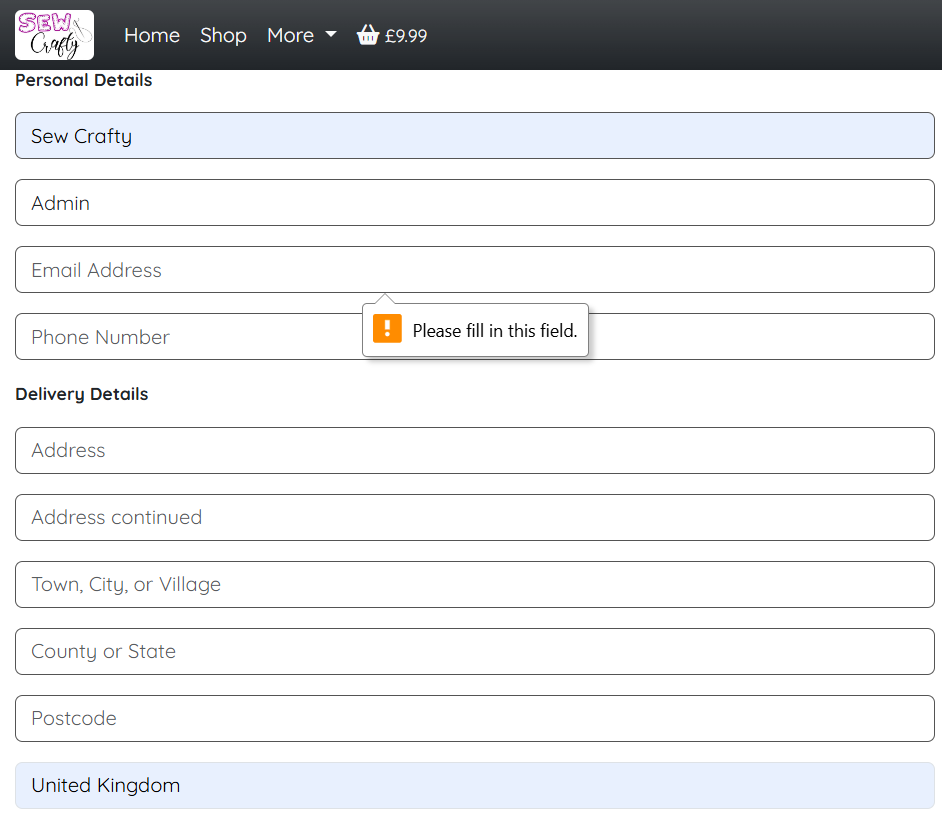 SEW
Crafty
Home Shop More £9.99
Personal Details
Sew Crafty
Admin
Email Address
Please fill in this field.
Phone Number
Delivery Details
Address
Address continued
Town, City, or Village
County or State
Postcode
United Kingdom